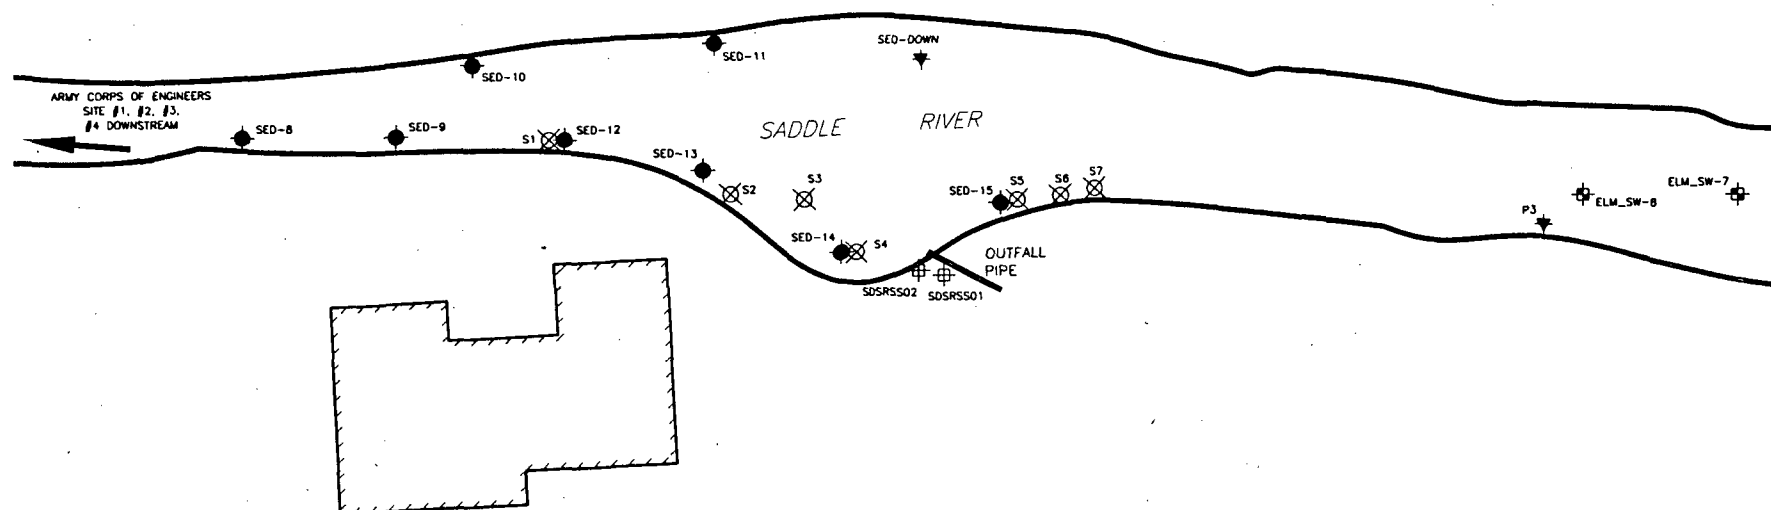 SED-11
SED-DOWN
SED-10
ARMY CORPS OF ENGINEERS
SITE #1, #2, #3,
#4 DOWNSTREAM
SED-8
SED-9
S1
SED-12
SADDLE RIVER
SED-13
S2
S3
SED-15
S5
S6
S7
ELM_SW-7
ELM_SW-6
P3
SED-14
S4
OUTFALL
PIPE
SDSRSS02
SDSRSS01